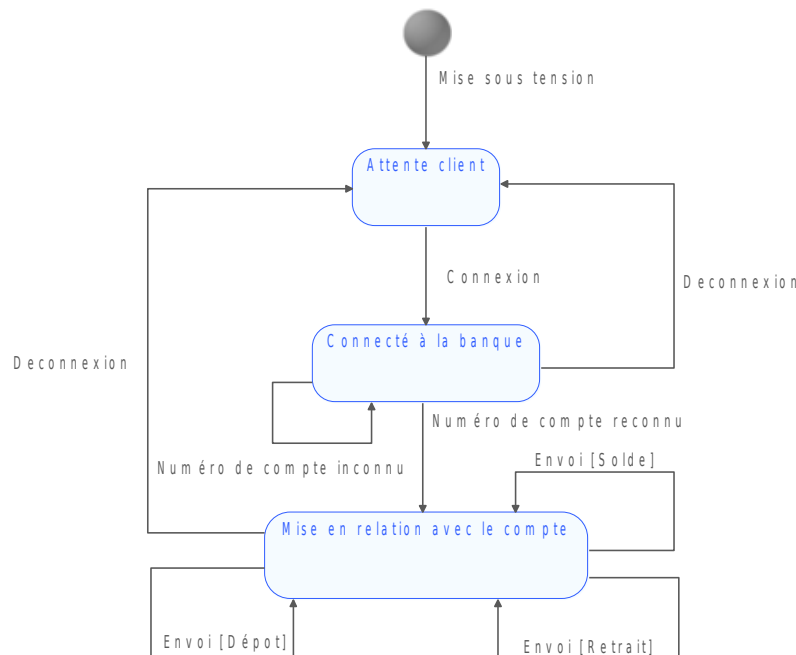 Mise sous tension
Attente client
Connexion
Deconnexion
Connecté à la banque
Deconnexion
Numéro de compte reconnu
Numéro de compte inconnu
Envoi [Solde]
Mise en relation avec le compte
Envoi [Dépot]
Envoi [Retrait]